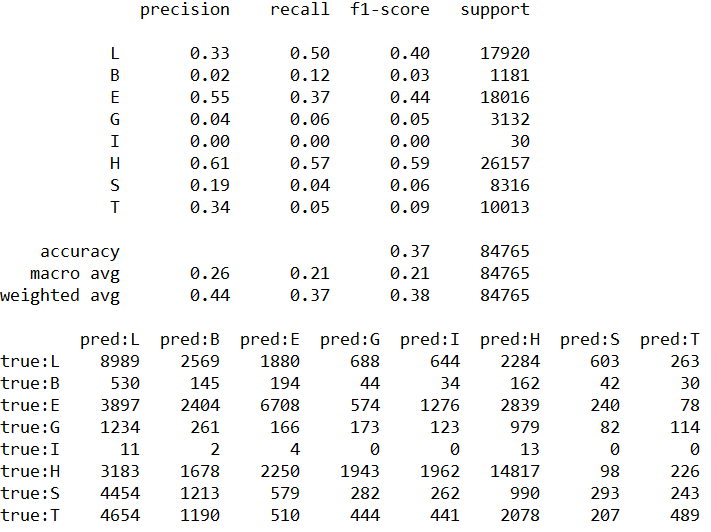 precision recall f1-score support
L 0.33 0.50 0.40 17920
B 0.02 0.12 0.03 1181
E 0.55 0.37 0.44 18016
G 0.04 0.06 0.05 3132
I 0.00 0.00 0.00 30
H 0.61 0.57 0.59 26157
S 0.19 0.04 0.06 8316
T 0.34 0.05 0.09 10013
accuracy 0.37 84765
macro avg 0.26 0.21 0.21 84765
weighted avg 0.44 0.37 0.38 84765
pred:L pred:B pred:E pred:G pred:I pred:H pred:S pred:T
true:L 8989 2569 1880 688 644 2284 603 263
true:B 530 145 194 44 34 162 42 30
true:E 3897 2404 6708 574 1276 2839 240 78
true:G 1234 261 166 173 123 979 82 114
true:I 11 2 4 0 0 13 0 0
true:H 3183 1678 2250 1943 1962 14817 98 226
true:S 4454 1213 579 282 262 990 293 243
true:T 4654 1190 510 444 441 2078 207 489